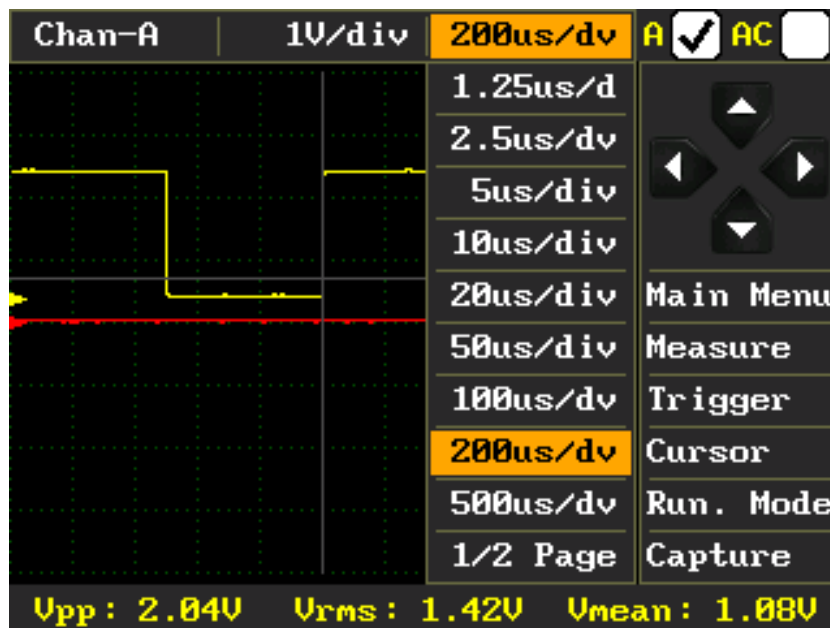 Chan-A 1V/div 200us/dv A AC
1.25us/d
2.5us/dv
5us/div
10us/div
20us/div Main Menu
50us/div Measure
100us/dv Trigger
200us/dv Cursor
500us/dv Run. Mode
1/2 Page Capture
Vpp: 2.04V Vrms: 1.42V Vmean: 1.08V